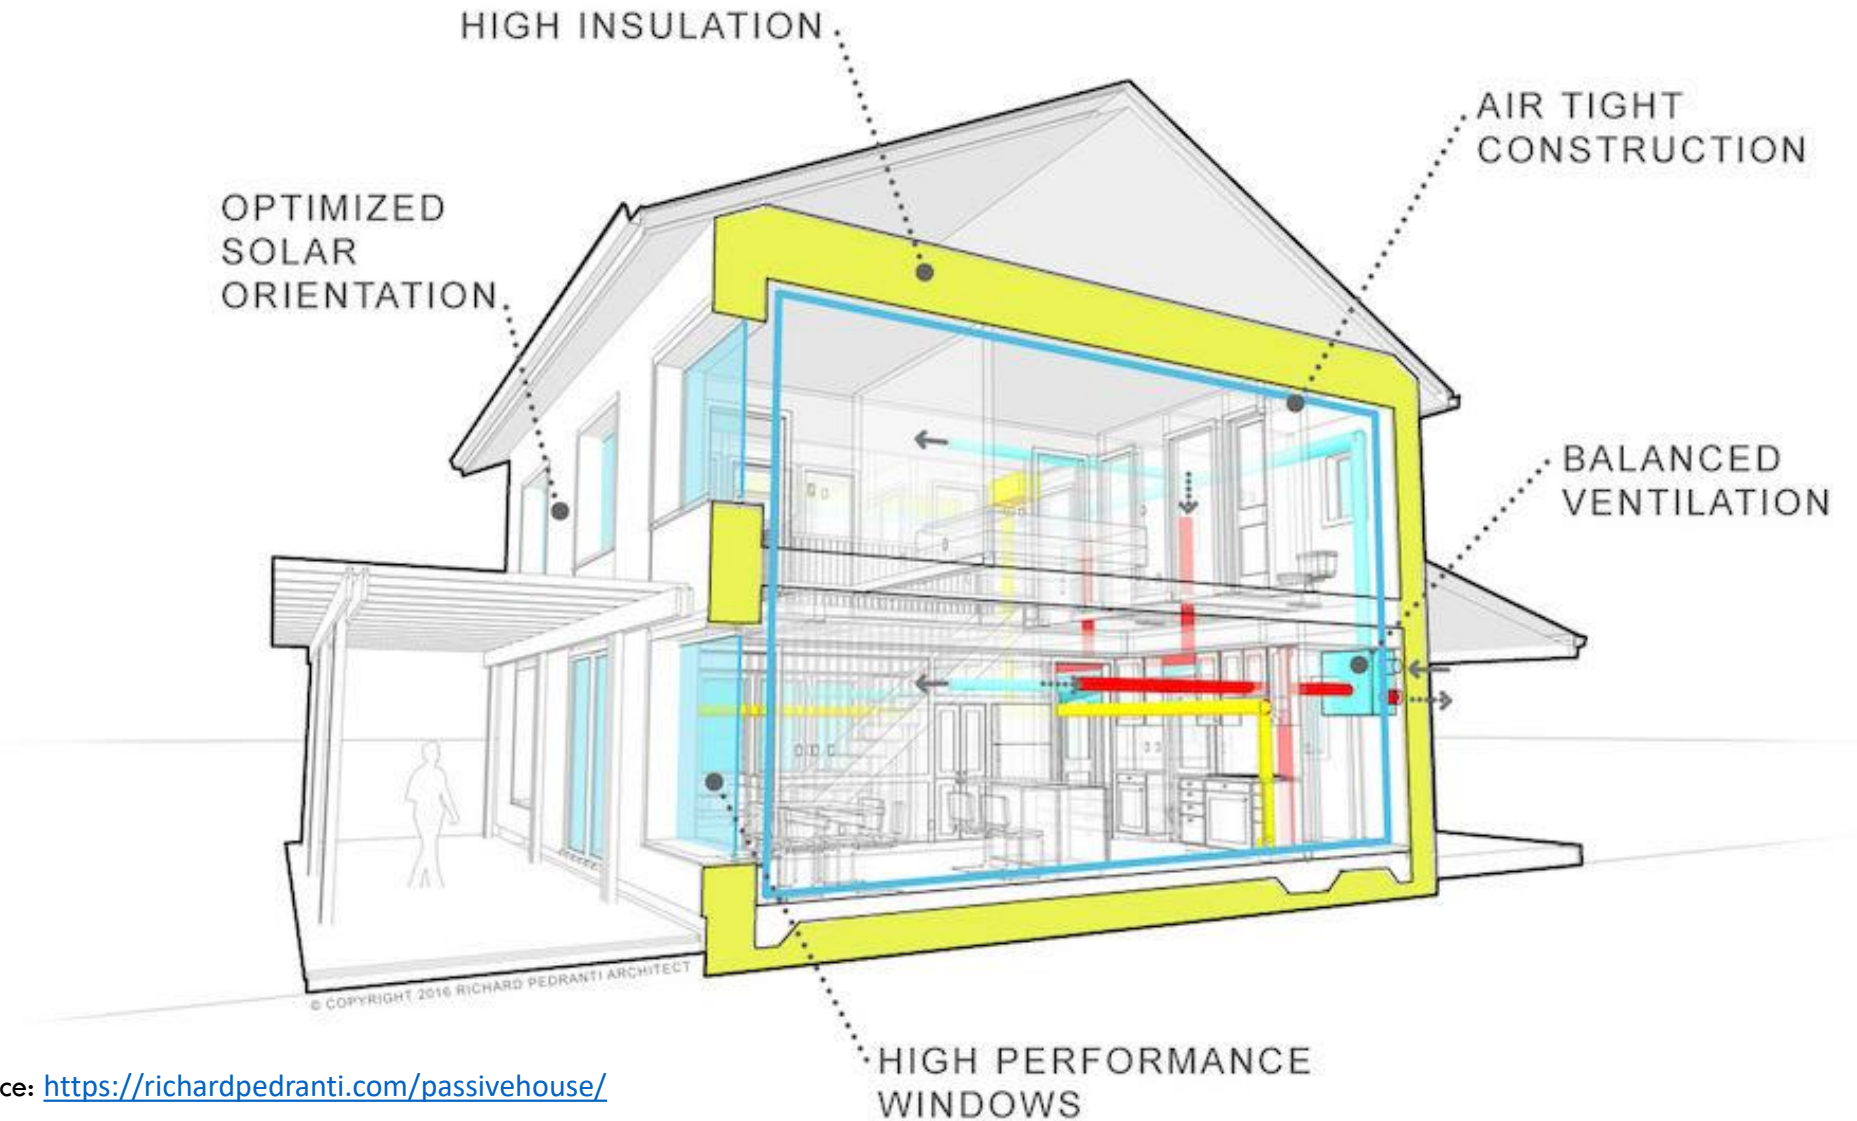 HIGH INSULATION
AIR TIGHT
CONSTRUCTION
OPTIMIZED
SOLAR
ORIENTATION
BALANCED
VENTILATION
© COPYRIGHT 2016 RICHARD PEDRANTI ARCHITECT
HIGH PERFORMANCE
WINDOWS
ce: https://richardpedranti.com/passivehouse/